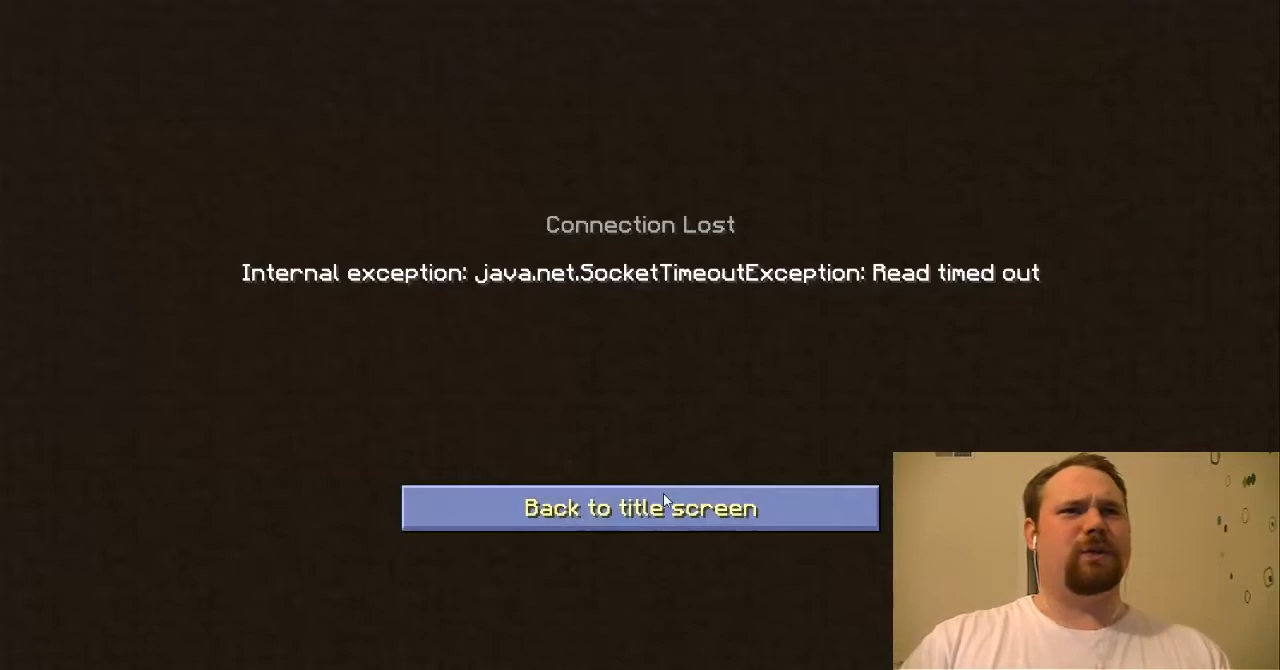 Connection Lost
Internal exception: java.net.SocketTimeoutException: Read timed out
Back to title screen